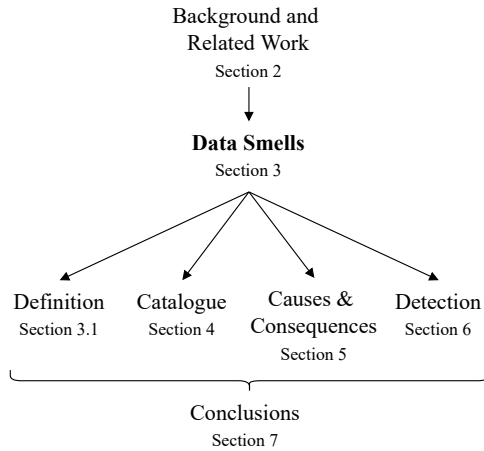 Background and
Related Work
Section 2
Data Smells
Section 3
Definition
Section 3.1
Catalogue
Section 4
Causes &
Consequences
Section 5
Detection
Section 6
Conclusions
Section 7